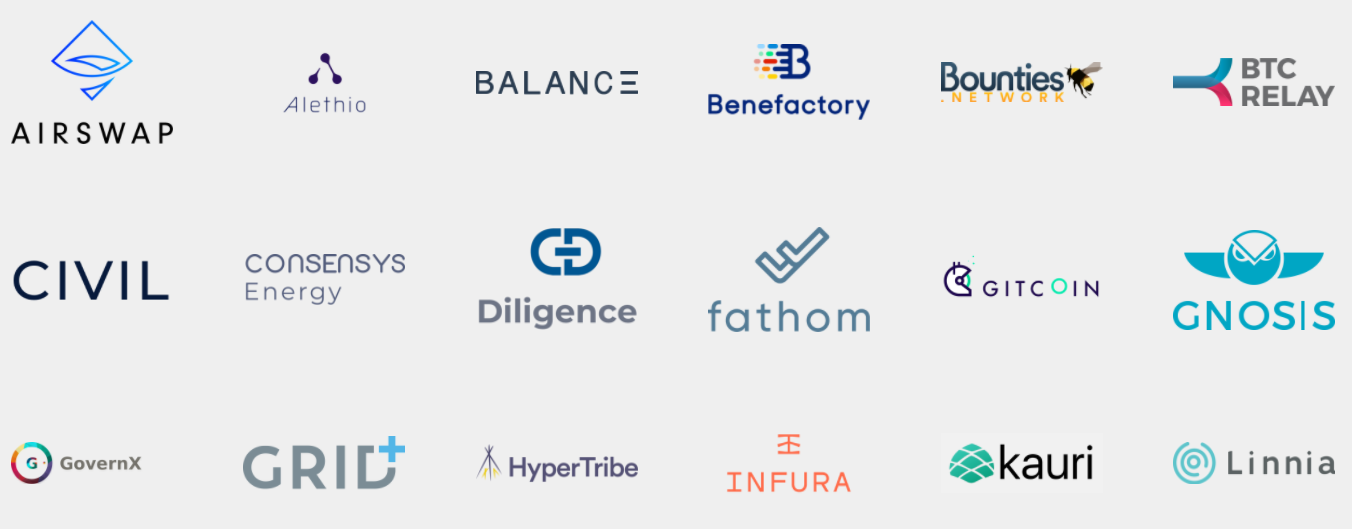 AIRSWAP
Alethio
BALANCE
Benefactory
Bounties
.NETWORK
BTC
RELAY
CIVIL
CONSENSYS
Energy
Diligence
fathom
GITCOIN
GNOSIS
G
GovernX
GRID+
HyperTribe
INFURA
kauri
Linnia